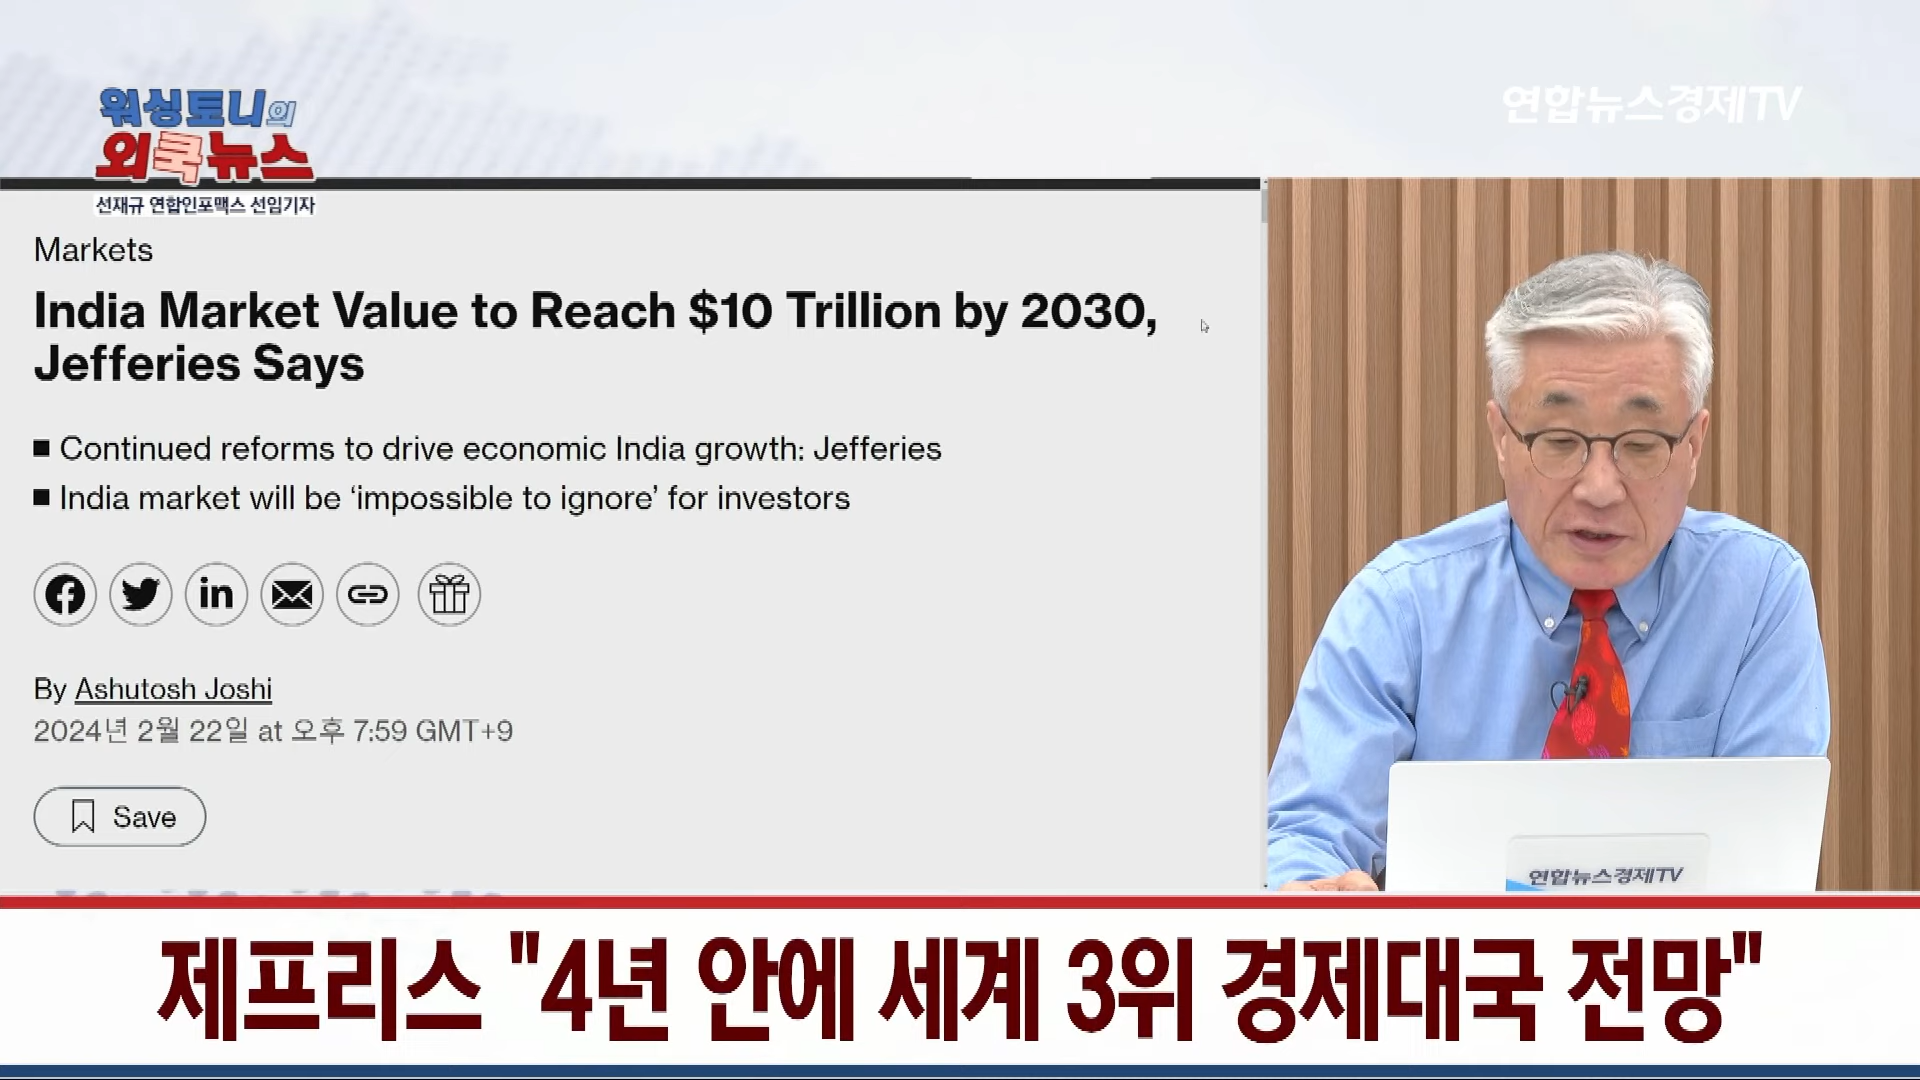 워싱토니의
외쿡뉴스
선재규 연합인포맥스 선임기자
연합뉴스경제TV
Markets
India Market Value to Reach $10 Trillion by 2030,
Jefferies Says
■ Continued reforms to drive economic India growth: Jefferies
■ India market will be ‘impossible to ignore’ for investors
in
By Ashutosh Joshi
2024년 2월 22일 at 오후 7:59 GMT+9
Save
연합뉴스경제TV
제프리스 "4년 안에 세계 3위 경제대국 전망"